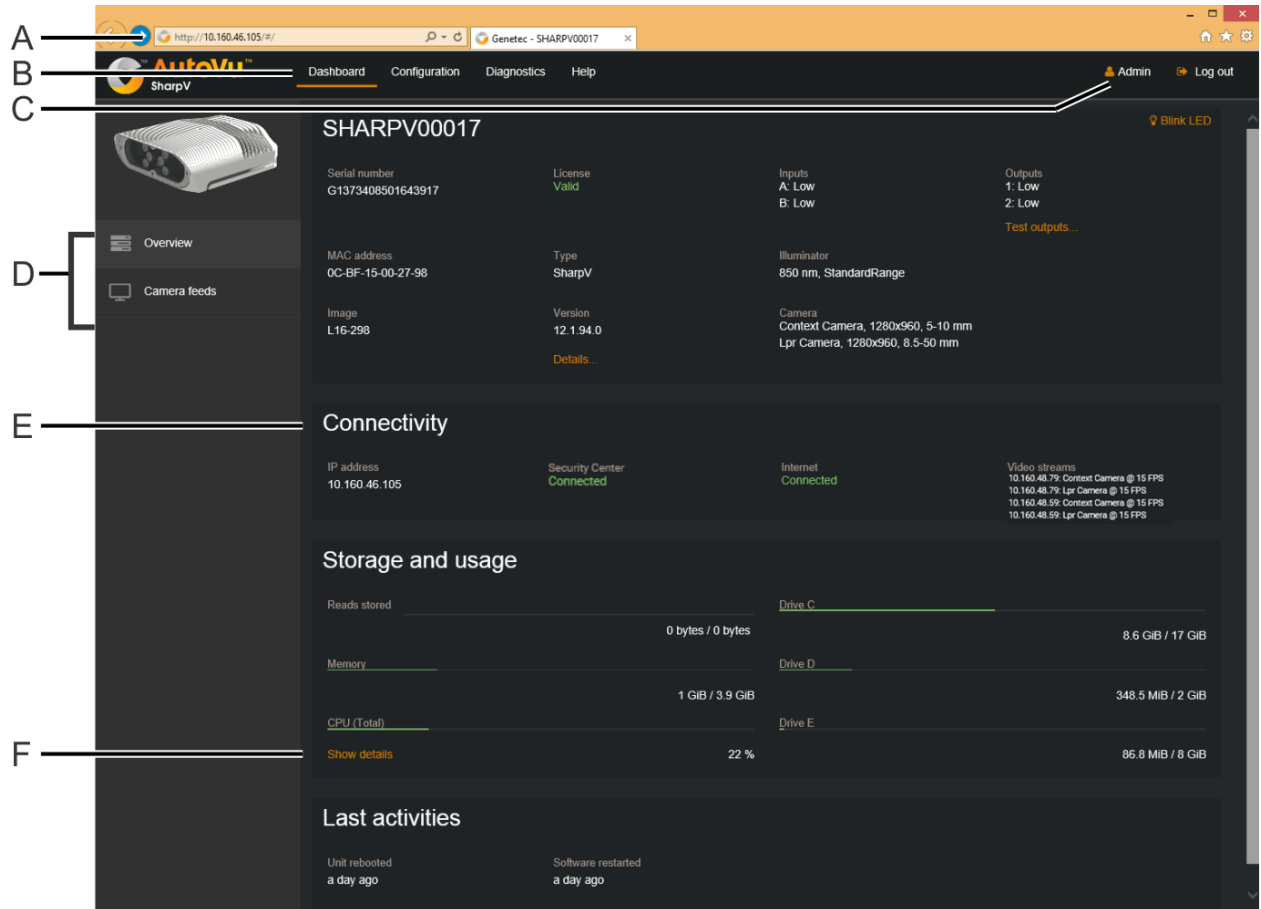 A
B
C
D
E
F
http://10.160.46.105/#/
Genetec - SHARPV00017
AutoVu™
SharpV
Dashboard Configuration Diagnostics Help
Admin Log out
SHARPV00017
Blink LED
Serial number License Inputs Outputs
G1373408501643917 Valid A: Low 1: Low
B: Low 2: Low
Test outputs...
Overview
Camera feeds
MAC address Type Illuminator
0C-BF-15-00-27-98 SharpV 850 nm, StandardRange
Image Version Camera
L16-298 12.1.94.0 Context Camera, 1280x960, 5-10 mm
Lpr Camera, 1280x960, 8.5-50 mm
Details...
Connectivity
IP address Security Center Internet Video streams
10.160.46.105 Connected Connected 10.160.48.79: Context Camera @ 15 FPS
10.160.48.79: Lpr Camera @ 15 FPS
10.160.48.59: Context Camera @ 15 FPS
10.160.48.59: Lpr Camera @ 15 FPS
Storage and usage
Reads stored Drive C
0 bytes / 0 bytes 8.6 GiB / 17 GiB
Memory Drive D
1 GiB / 3.9 GiB 348.5 MiB / 2 GiB
CPU (Total) Drive E
Show details 22 % 86.8 MiB / 8 GiB
Last activities
Unit rebooted Software restarted
a day ago a day ago